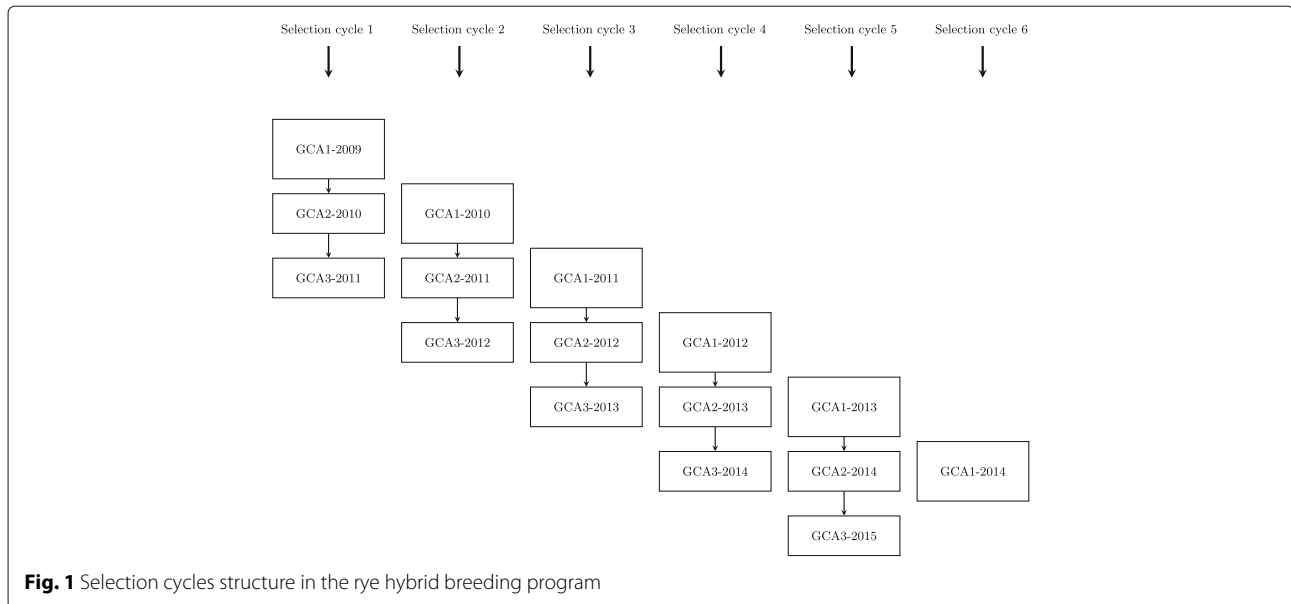 Selection cycle 1 Selection cycle 2 Selection cycle 3 Selection cycle 4 Selection cycle 5 Selection cycle 6
GCA1-2009
GCA2-2010 GCA1-2010
GCA3-2011 GCA2-2011 GCA1-2011
GCA3-2012 GCA2-2012 GCA1-2012
GCA3-2013 GCA2-2013 GCA1-2013
GCA3-2014 GCA2-2014 GCA1-2014
GCA3-2015
Fig. 1 Selection cycles structure in the rye hybrid breeding program